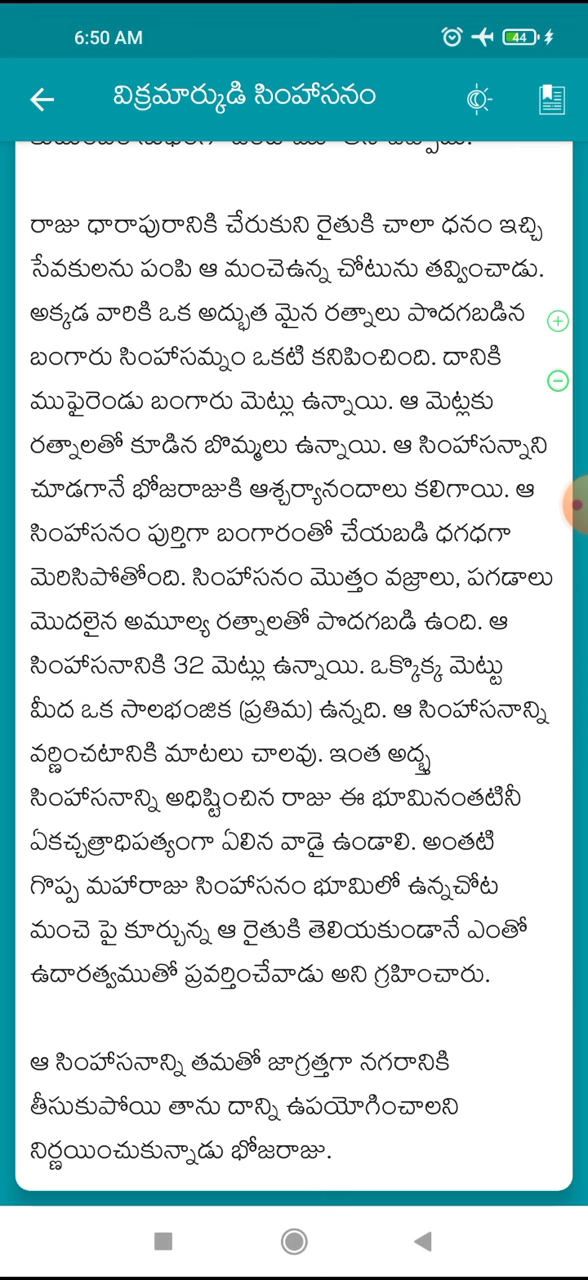 6:50 AM
44
విక్రమార్కుడి సింహాసనం
రాజు ధారాపురానికి చేరుకుని రైతుకి చాలా ధనం ఇచ్చి
సేవకులను పంపి ఆ మంచెఉన్న చోటును తవ్వించాడు.
అక్కడ వారికి ఒక అద్భుత మైన రత్నాలు పొదగబడిన
బంగారు సింహాసమ్నం ఒకటి కనిపించింది. దానికి
ముఫైరెండు బంగారు మెట్లు ఉన్నాయి. ఆ మెట్లకు
రత్నాలతో కూడిన బొమ్మలు ఉన్నాయి. ఆ సింహాసన్నాని
చూడగానే భోజరాజుకి ఆశ్చర్యానందాలు కలిగాయి. ఆ
సింహాసనం పుర్తిగా బంగారంతో చేయబడి ధగధగా
మెరిసిపోతోంది. సింహాసనం మొత్తం వజ్రాలు, పగడాలు
మొదలైన అమూల్య రత్నాలతో పొదగబడి ఉంది. ఆ
సింహాసనానికి 32 మెట్లు ఉన్నాయి. ఒక్కొక్క మెట్టు
మీద ఒక సాలభంజిక (ప్రతిమ) ఉన్నది. ఆ సింహాసనాన్ని
వర్ణించటానికి మాటలు చాలవు. ఇంత
సింహాసనాన్ని అధిష్టించిన రాజు ఈ భూమినంతటినీ
ఏకచ్చత్రాధిపత్యంగా ఏలిన వాడై ఉండాలి. అంతటి
గొప్ప మహారాజు సింహాసనం భూమిలో ఉన్నచోట
మంచె పై కూర్చున్న ఆ రైతుకి తెలియకుండానే ఎంతో
ఉదారత్వముతో ప్రవర్తించేవాడు అని గ్రహించారు.
ఆ సింహాసనాన్ని తమతో జాగ్రత్తగా నగరానికి
తీసుకుపోయి తాను దాన్ని ఉపయోగించాలని
నిర్ణయించుకున్నాడు భోజరాజు.